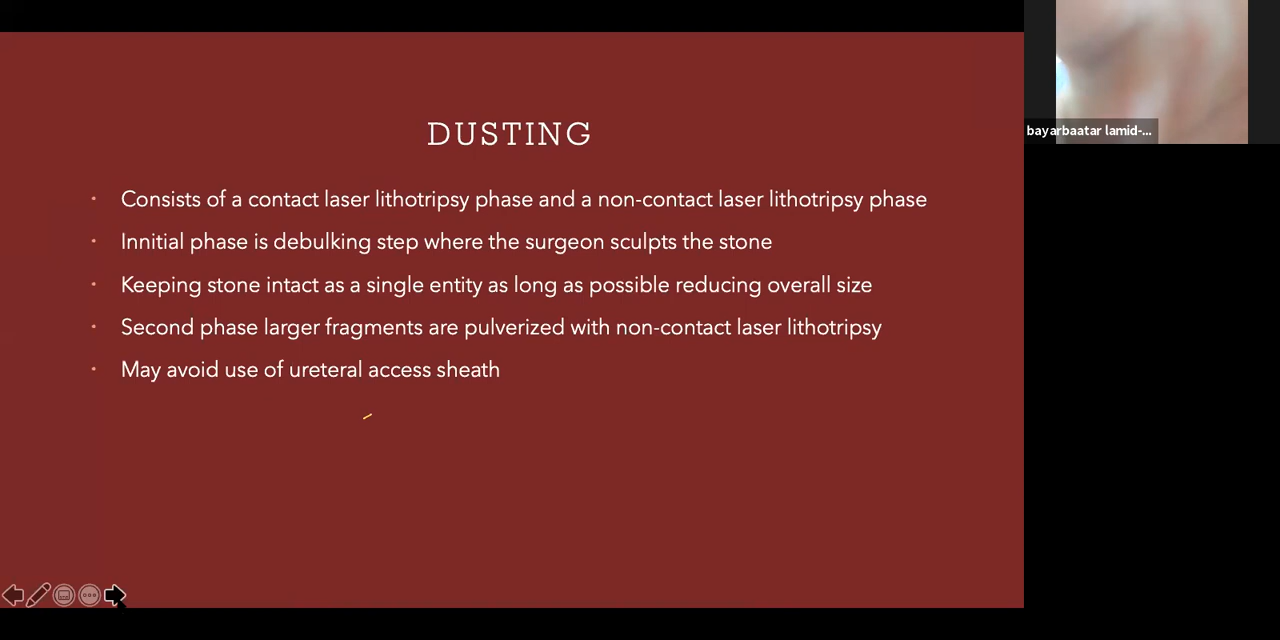 DUSTING
Consists of a contact laser lithotripsy phase and a non-contact laser lithotripsy phase
Innitial phase is debulking step where the surgeon sculpts the stone
Keeping stone intact as a single entity as long as possible reducing overall size
Second phase larger fragments are pulverized with non-contact laser lithotripsy
May avoid use of ureteral access sheath
bayarbaatar lamid-...